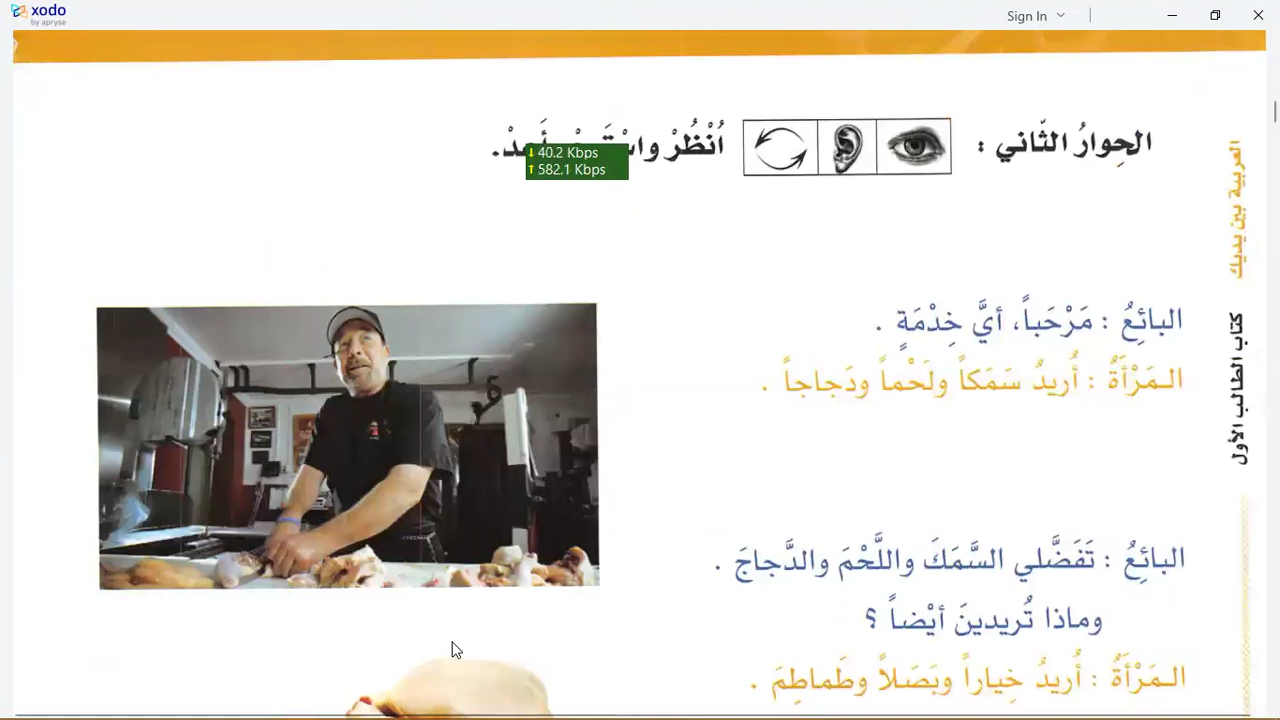 xodo
by apryse
Sign In
الحِوارُ الثّاني : اُنْظُرْ
↓ 40.2 Kbps
↑ 582.1 Kbps
العربية بين يديك
كتاب الطالب الأول
البائِعُ : مَرْحَباً، أيَّ خِدْمَةٍ .
الـمَرْأَةُ : أُريدُ سَمَكاً ولَحْماً ودَجاجاً .
البائِعُ : تَفَضَّلي السَّمَكَ واللَّحْمَ والدَّجاجَ .
وماذا تُريدينَ أيْضاً ؟
الـمَرْأَةُ : أُريدُ خِياراً وبَصَلاً وطَماطِمَ .